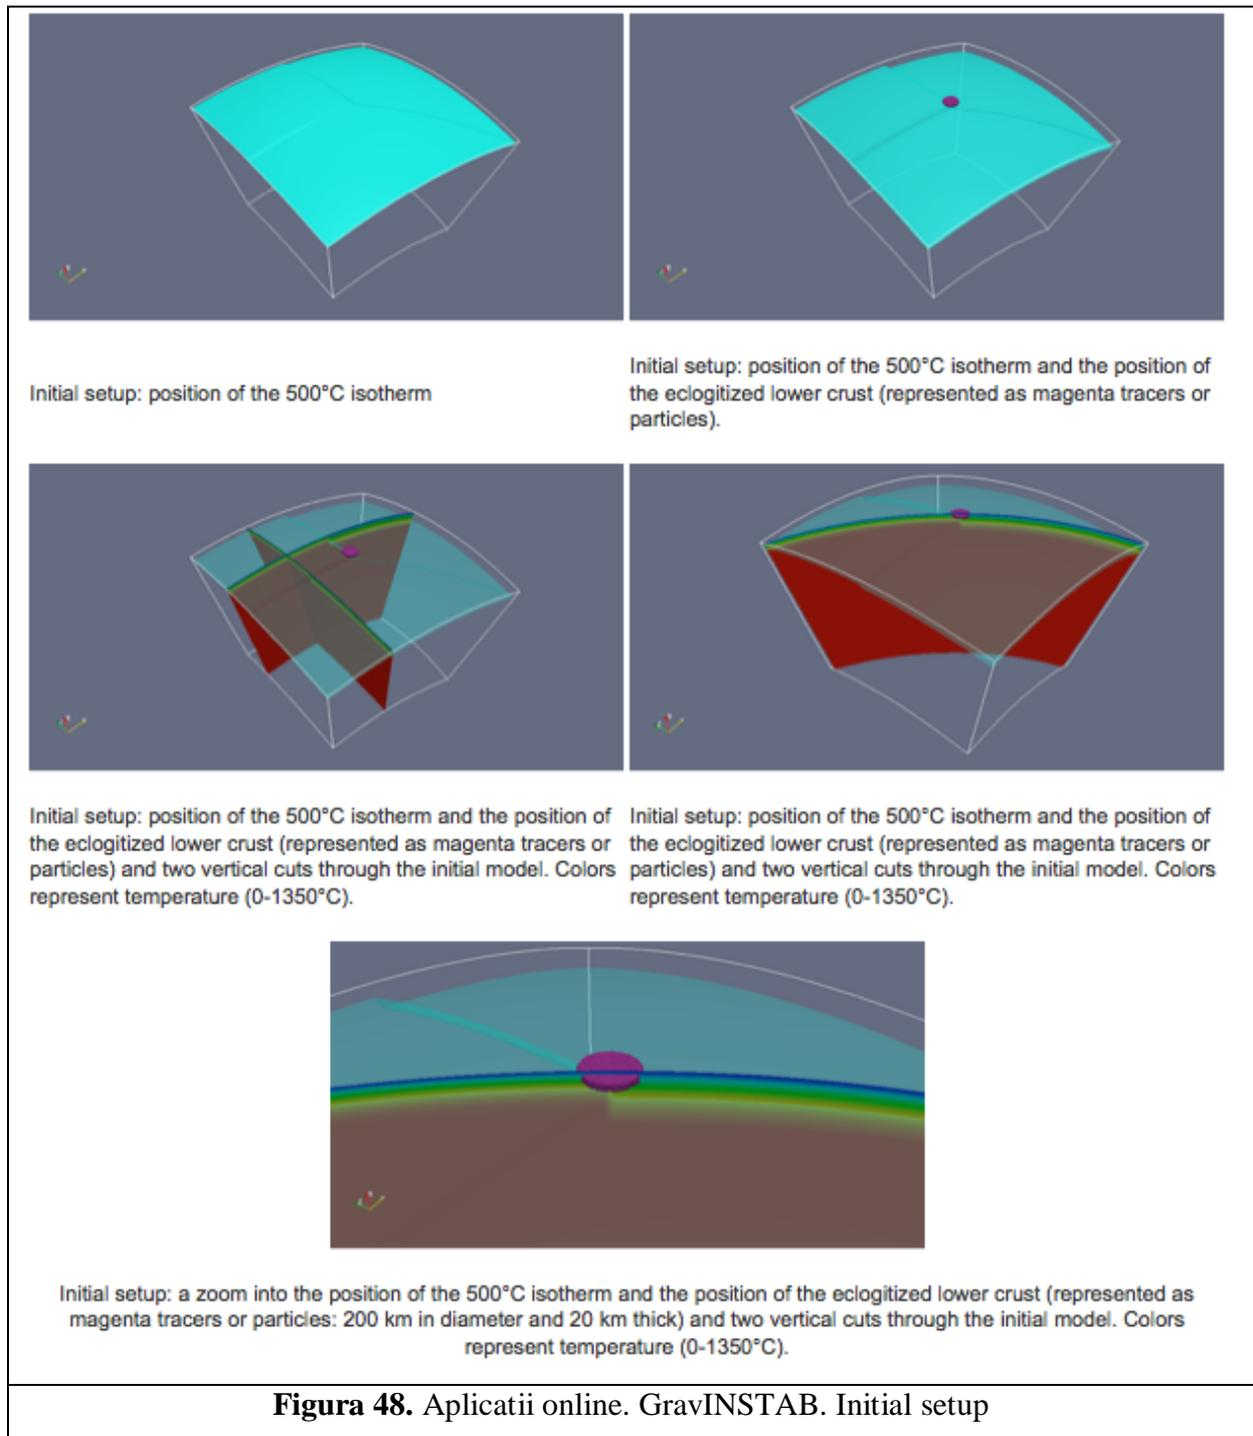 Initial setup: position of the 500°C isotherm
Initial setup: position of the 500°C isotherm and the position of
the eclogitized lower crust (represented as magenta tracers or
particles).
Initial setup: position of the 500°C isotherm and the position of
the eclogitized lower crust (represented as magenta tracers or
particles) and two vertical cuts through the initial model. Colors
represent temperature (0-1350°C).
Initial setup: position of the 500°C isotherm and the position of
the eclogitized lower crust (represented as magenta tracers or
particles) and two vertical cuts through the initial model. Colors
represent temperature (0-1350°C).
Initial setup: a zoom into the position of the 500°C isotherm and the position of the eclogitized lower crust (represented as
magenta tracers or particles: 200 km in diameter and 20 km thick) and two vertical cuts through the initial model. Colors
represent temperature (0-1350°C).
Figura 48. Aplicatii online. GravINSTAB. Initial setup